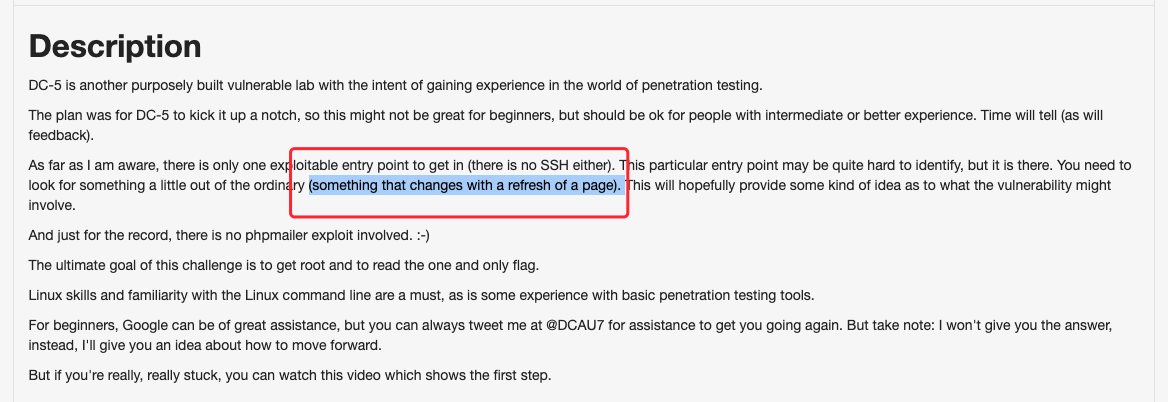 Description
DC-5 is another purposely built vulnerable lab with the intent of gaining experience in the world of penetration testing.
The plan was for DC-5 to kick it up a notch, so this might not be great for beginners, but should be ok for people with intermediate or better experience. Time will tell (as will
feedback).
As far as I am aware, there is only one exploitable entry point to get in (there is no SSH either). This particular entry point may be quite hard to identify, but it is there. You need to
look for something a little out of the ordinary (something that changes with a refresh of a page). This will hopefully provide some kind of idea as to what the vulnerability might
involve.
And just for the record, there is no phpmailer exploit involved. :-)
The ultimate goal of this challenge is to get root and to read the one and only flag.
Linux skills and familiarity with the Linux command line are a must, as is some experience with basic penetration testing tools.
For beginners, Google can be of great assistance, but you can always tweet me at @DCAU7 for assistance to get you going again. But take note: I won't give you the answer,
instead, I'll give you an idea about how to move forward.
But if you're really, really stuck, you can watch this video which shows the first step.